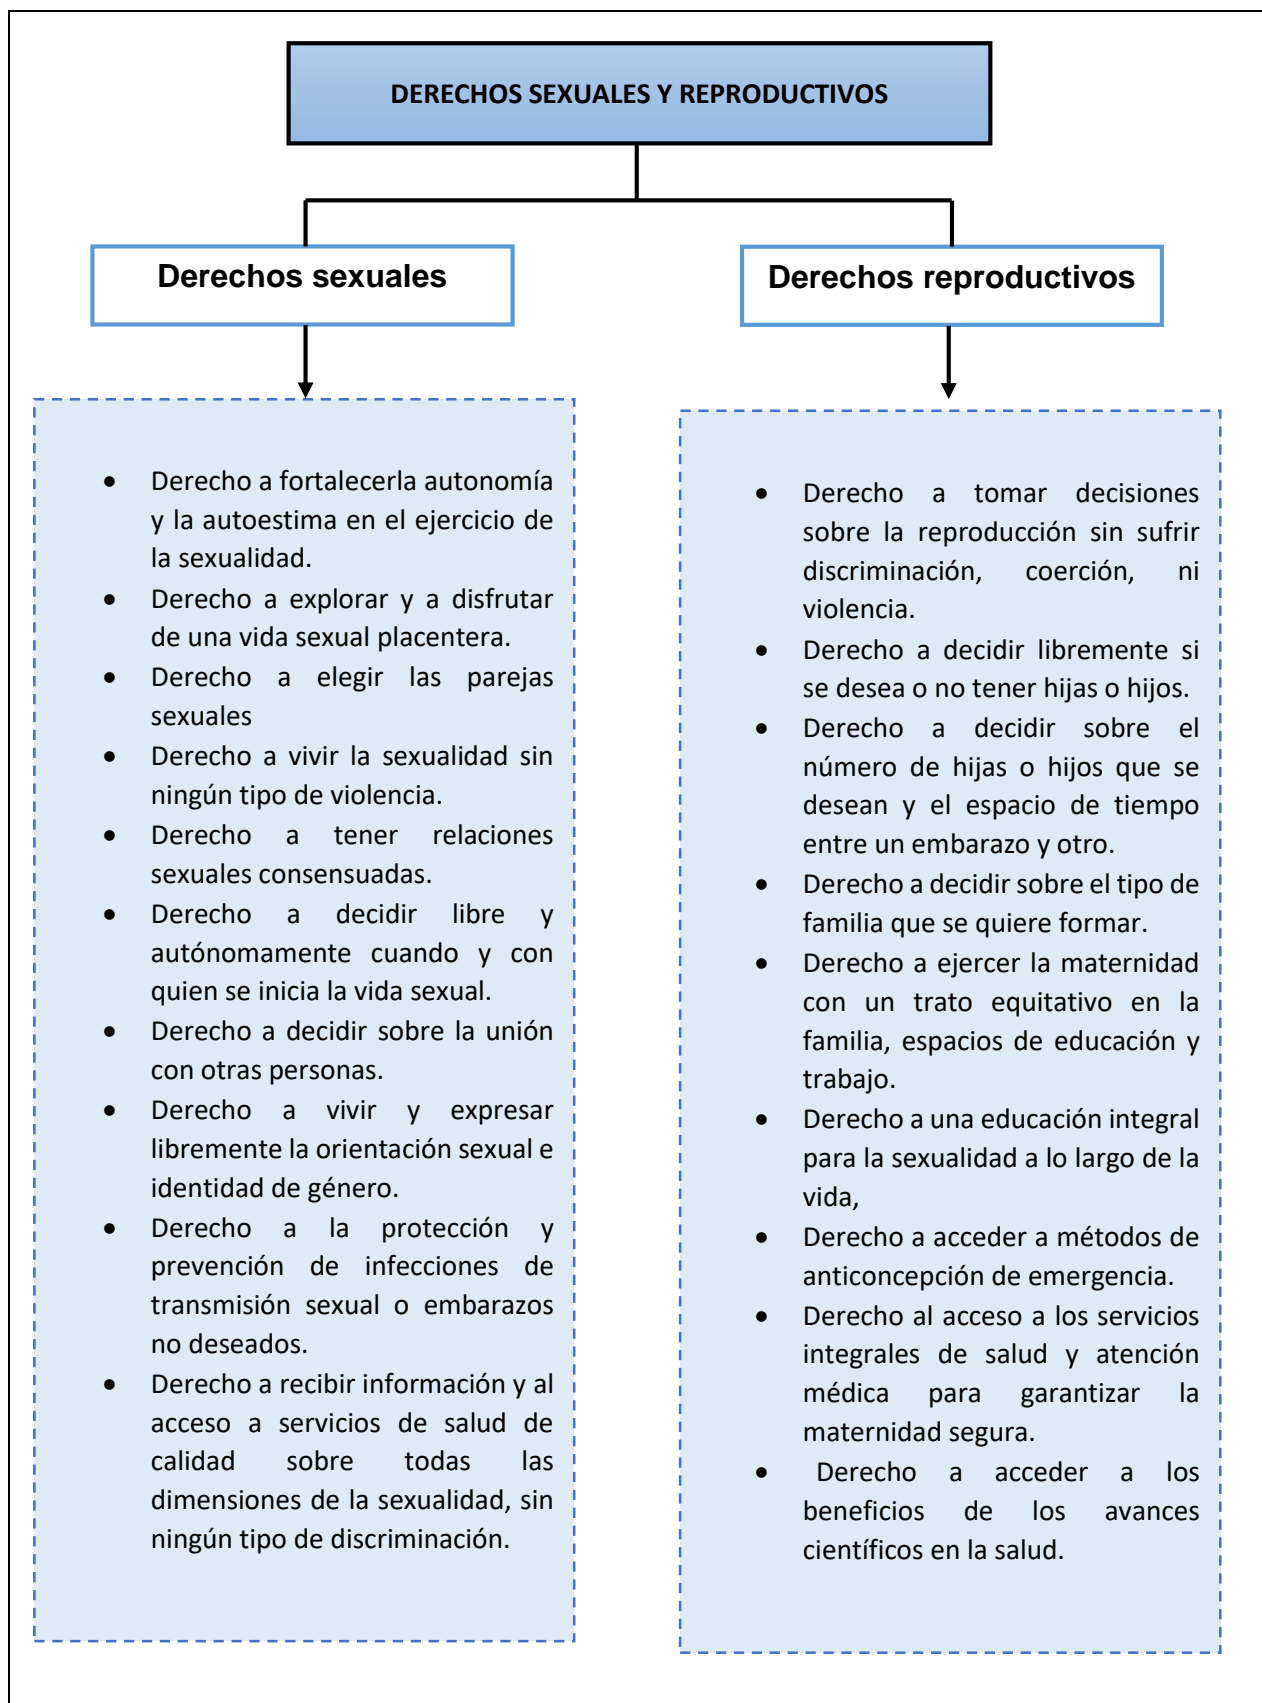 DERECHOS SEXUALES Y REPRODUCTIVOS
Derechos sexuales
• Derecho a fortalecerla autonomía
y la autoestima en el ejercicio de
la sexualidad.
• Derecho a explorar y a disfrutar
de una vida sexual placentera.
• Derecho a elegir las parejas
sexuales
• Derecho a vivir la sexualidad sin
ningún tipo de violencia.
• Derecho a tener relaciones
sexuales consensuadas.
• Derecho a decidir libre y
autónomamente cuando y con
quien se inicia la vida sexual.
• Derecho a decidir sobre la unión
con otras personas.
• Derecho a vivir y expresar
libremente la orientación sexual e
identidad de género.
• Derecho a la protección y
prevención de infecciones de
transmisión sexual o embarazos
no deseados.
• Derecho a recibir información y al
acceso a servicios de salud de
calidad sobre todas las
dimensiones de la sexualidad, sin
ningún tipo de discriminación.
Derechos reproductivos
• Derecho a tomar decisiones
sobre la reproducción sin sufrir
discriminación, coerción, ni
violencia.
• Derecho a decidir libremente si
se desea o no tener hijas o hijos.
• Derecho a decidir sobre el
número de hijas o hijos que se
desean y el espacio de tiempo
entre un embarazo y otro.
• Derecho a decidir sobre el tipo de
familia que se quiere formar.
• Derecho a ejercer la maternidad
con un trato equitativo en la
familia, espacios de educación y
trabajo.
• Derecho a una educación integral
para la sexualidad a lo largo de la
vida,
• Derecho a acceder a métodos de
anticoncepción de emergencia.
• Derecho al acceso a los servicios
integrales de salud y atención
médica para garantizar la
maternidad segura.
• Derecho a acceder a los
beneficios de los avances
científicos en la salud.